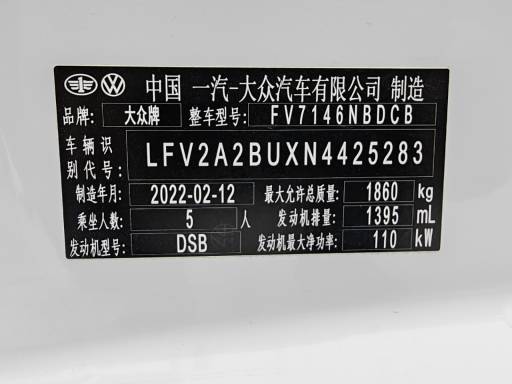 中国 一汽-大众汽车有限公司 制造
品牌: 大众牌 整车型号: FV7146NBDCB
车辆识别代号: LFV2A2BUXN4425283
制造年月: 2022-02-12 最大允许总质量: 1860 kg
乘坐人数: 5 人 发动机排量: 1395 mL
发动机型号: DSB 发动机最大净功率: 110 kW